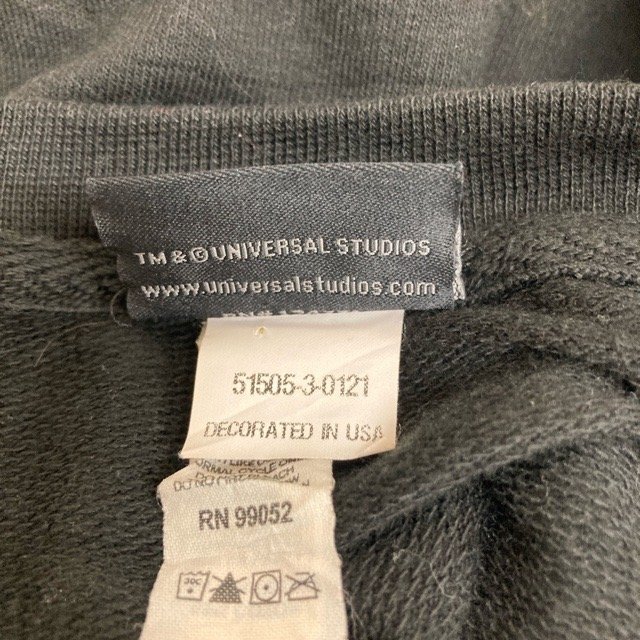 TM & © UNIVERSAL STUDIOS
www.universalstudios.com
51505-3-0121
DECORATED IN USA
RN 99052